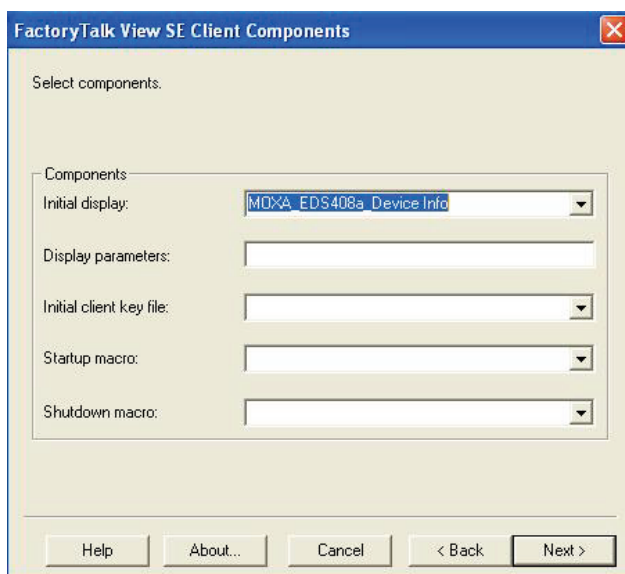 FactoryTalk View SE Client Components
Select components.
Components
Initial display: MOXA_EDS408a_Device Info
Display parameters:
Initial client key file:
Startup macro:
Shutdown macro:
Help About... Cancel < Back Next >